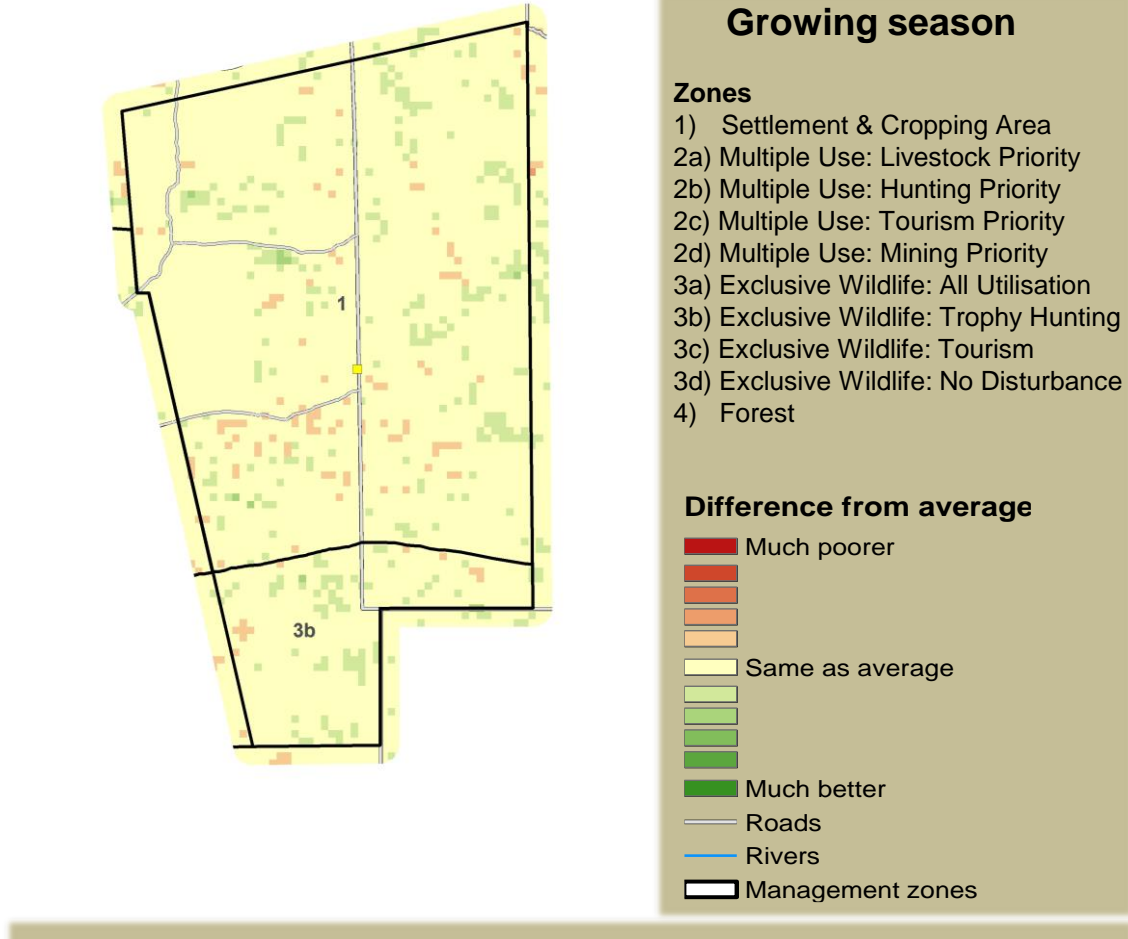 Growing season
Zones
1) Settlement & Cropping Area
2a) Multiple Use: Livestock Priority
2b) Multiple Use: Hunting Priority
2c) Multiple Use: Tourism Priority
2d) Multiple Use: Mining Priority
3a) Exclusive Wildlife: All Utilisation
3b) Exclusive Wildlife: Trophy Hunting
3c) Exclusive Wildlife: Tourism
3d) Exclusive Wildlife: No Disturbance
4) Forest
1
3b
Difference from average
Much poorer
Same as average
Much better
Roads
Rivers
Management zones